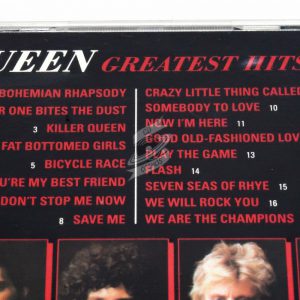 QUEEN GREATEST HITS
BOHEMIAN RHAPSODY
R ONE BITES THE DUST
3 KILLER QUEEN
FAT BOTTOMED GIRLS
5 BICYCLE RACE
U'RE MY BEST FRIEND
DON'T STOP ME NOW
8 SAVE ME
CRAZY LITTLE THING CALLED
SOMEBODY TO LOVE 10
NOW I'M HERE 11
GOOD OLD-FASHIONED LOV
PLAY THE GAME 13
FLASH 14
SEVEN SEAS OF RHYE 15
WE WILL ROCK YOU 16
WE ARE THE CHAMPIONS